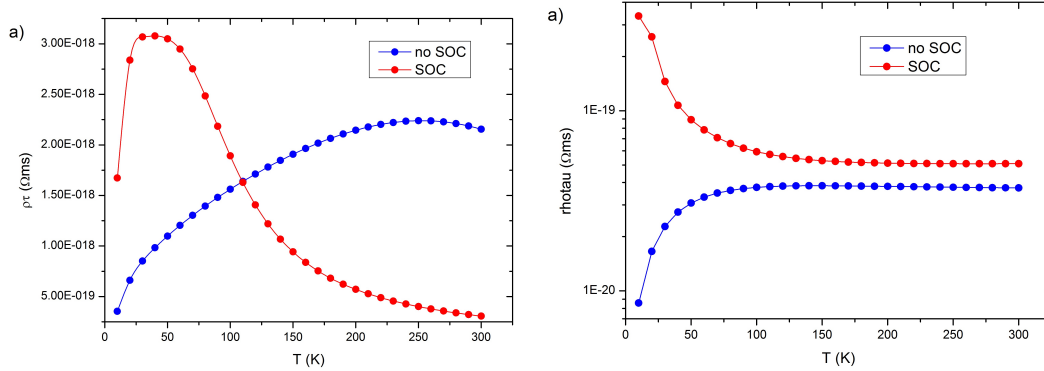 a)
3.00E-018
2.50E-018
2.00E-018
1.50E-018
1.00E-018
5.00E-019
ρτ (Ωms)
no SOC
SOC
0 50 100 150 200 250 300
T (K)
a)
1E-19
1E-20
rhotau (Ωms)
no SOC
SOC
0 50 100 150 200 250 300
T (K)